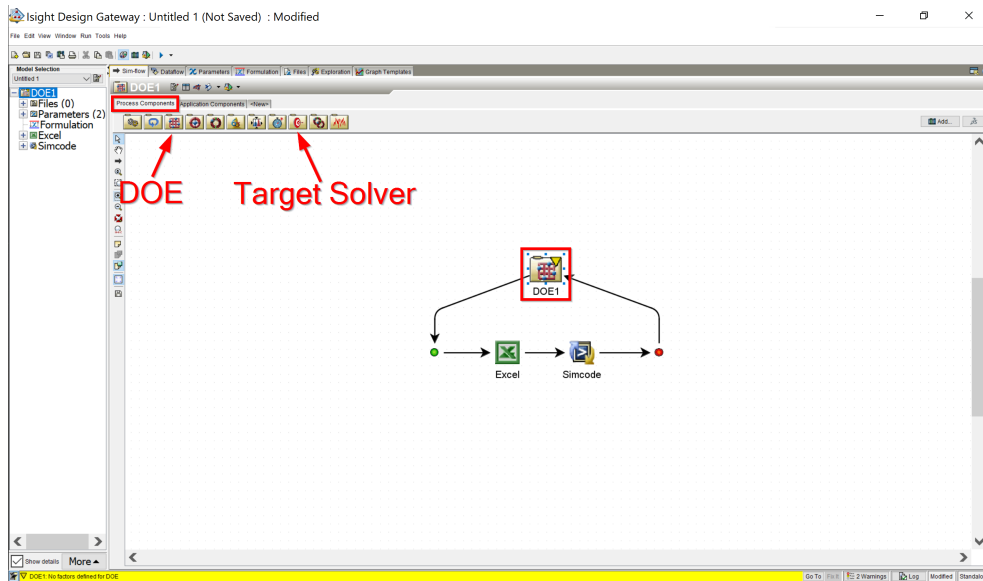 Isight Design Gateway : Untitled 1 (Not Saved) : Modified
File Edit View Window Run Tools Help
Model Selection
Untitled 1
DOE1
Files (0)
Parameters (2)
Formulation
Excel
Simcode
Sim-flow Dataflow Parameters Formulation Files Exploration Graph Templates
DOE1
Process Components Application Components <New>
Add...
DOE
Target Solver
DOE1
Excel
Simcode
Show details More
DOE1: No factors defined for DOE
Go To Fix It 2 Warnings Log Modified